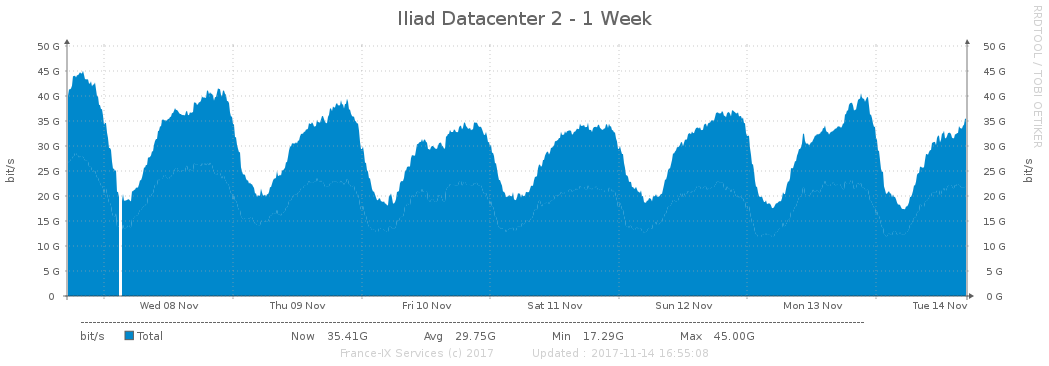 Iliad Datacenter 2 - 1 Week
RRDTOOL / TOBI OETIKER
bit/s
50 G 50 G
45 G 45 G
40 G 40 G
35 G 35 G
30 G 30 G
25 G 25 G
20 G 20 G
15 G 15 G
10 G 10 G
5 G 5 G
0 0 G
bit/s
Wed 08 Nov Thu 09 Nov Fri 10 Nov Sat 11 Nov Sun 12 Nov Mon 13 Nov Tue 14 Nov
bit/s Total Now 35.41G Avg 29.75G Min 17.29G Max 45.00G
France-IX Services (c) 2017 Updated : 2017-11-14 16:55:08